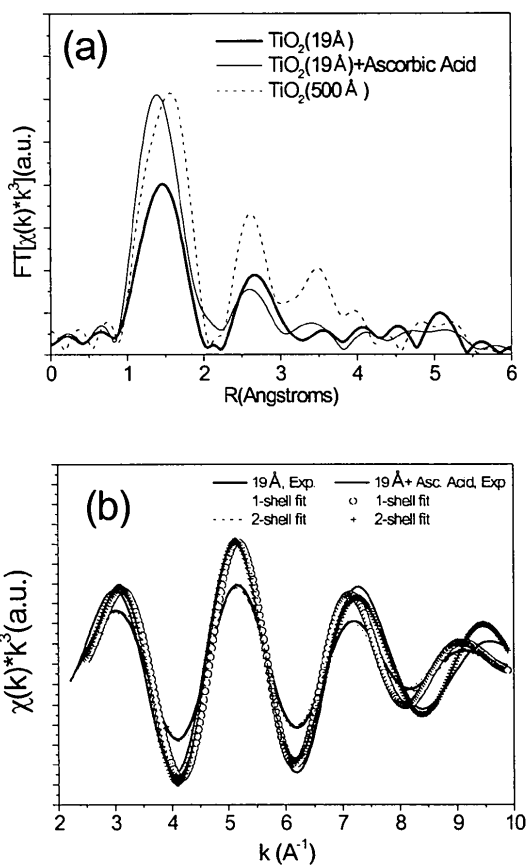 (a)
TiO2(19Å)
TiO2(19Å)+Ascorbic Acid
TiO2(500Å)
FT[χ(k)*k³](a.u.)
0 1 2 3 4 5 6
R(Angstroms)
(b)
19Å, Exp. 19Å+ Asc. Acid, Exp
1-shell fit 1-shell fit
2-shell fit 2-shell fit
χ(k)*k³(a.u.)
2 3 4 5 6 7 8 9 10
k (A⁻¹)